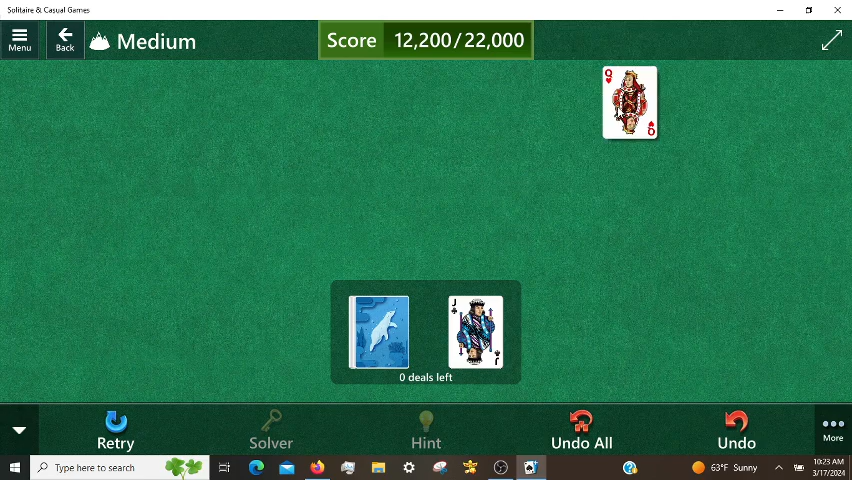 Solitaire & Casual Games
Menu
Back
Medium
Score 12,200/22,000
Q
Q
J
J
0 deals left
Retry
Solver
Hint
Undo All
Undo
More
Type here to search
63°F Sunny
10:23 AM
3/17/2024